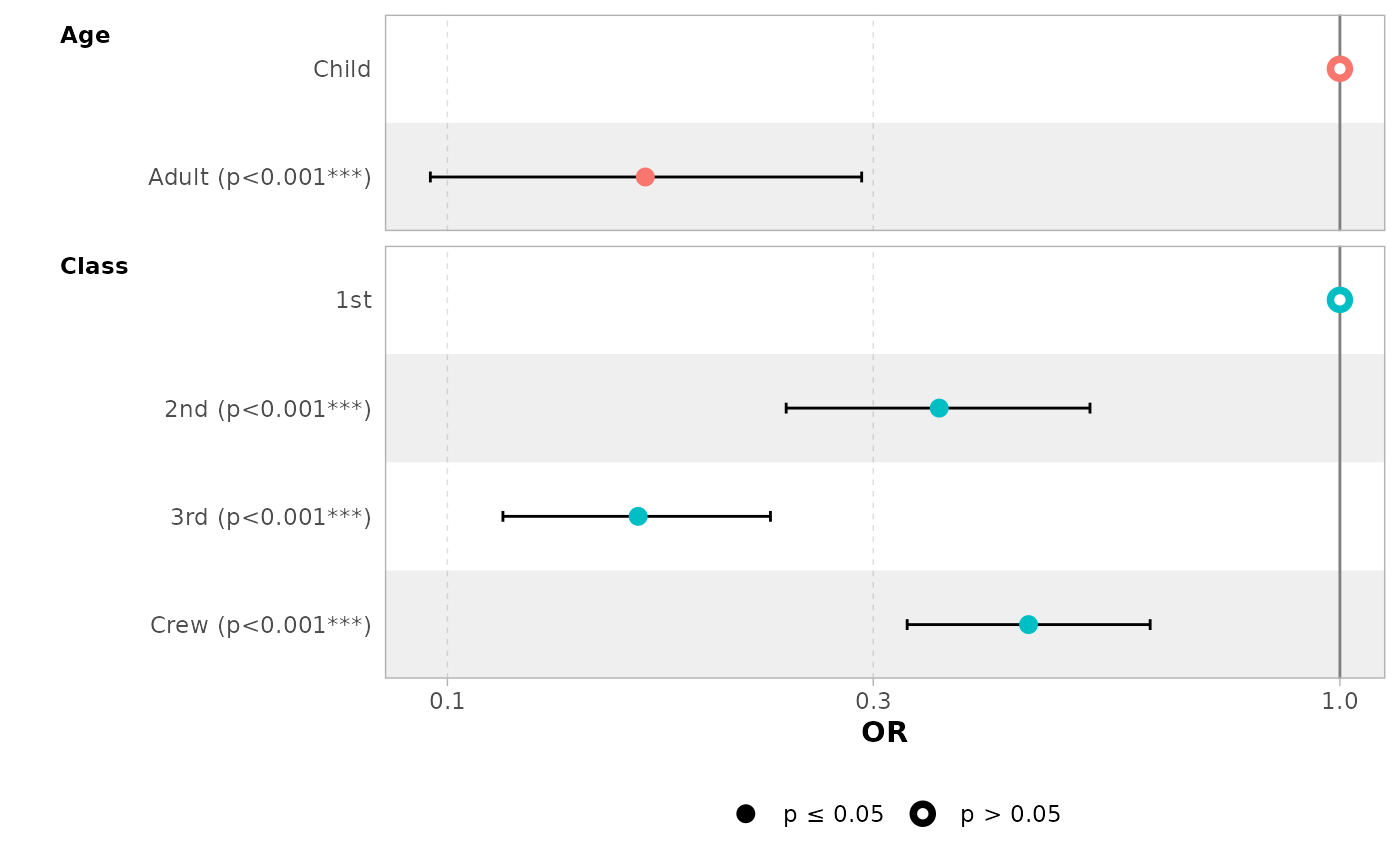 Age
Child
Adult (p<0.001***)
Class
1st
2nd (p<0.001***)
3rd (p<0.001***)
Crew (p<0.001***)
0.1 0.3 1.0
OR
p ≤ 0.05 p > 0.05